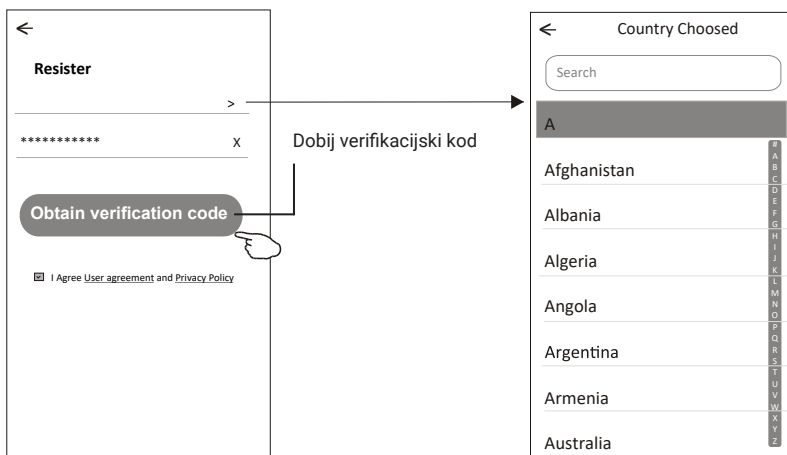 Resister
>
*********** X
Obtain verification code
I Agree User agreement and Privacy Policy
Dobij verifikacijski kod
Country Choosed
Search
A
Afghanistan
Albania
Algeria
Angola
Argentina
Armenia
Australia
#
A
B
C
D
E
F
G
H
I
J
K
L
M
N
O
P
Q
R
S
T
U
V
W
X
Y
Z